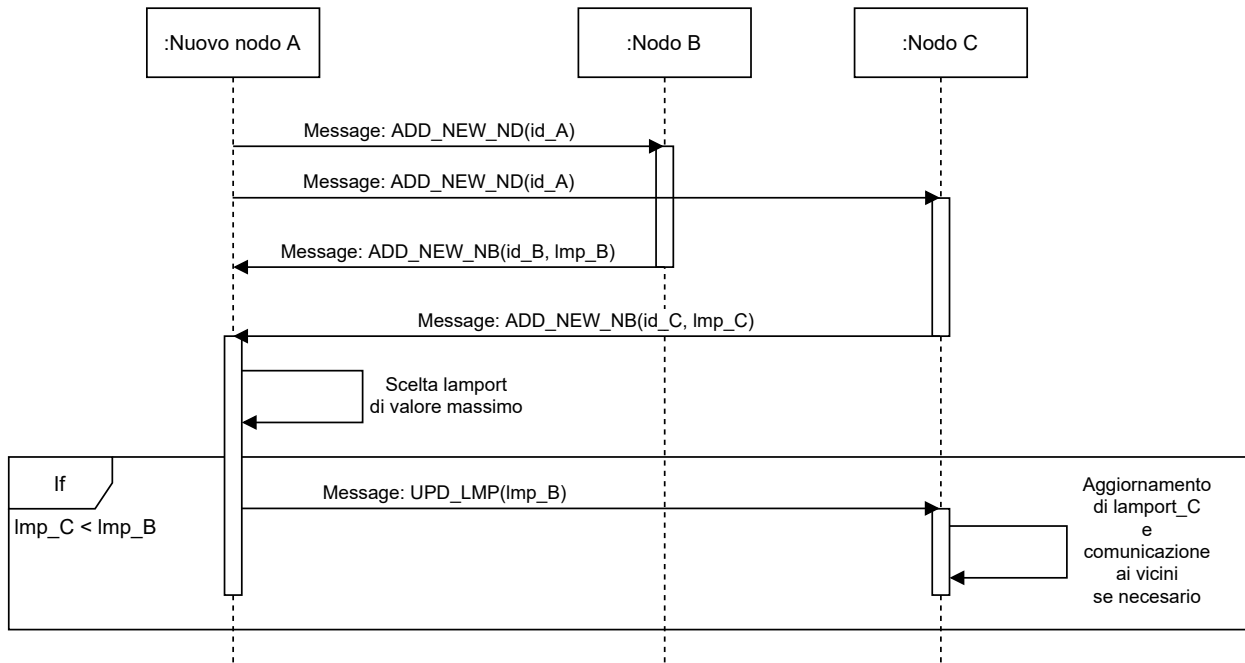 :Nuovo nodo A
:Nodo B
:Nodo C
Message: ADD_NEW_ND(id_A)
Message: ADD_NEW_ND(id_A)
Message: ADD_NEW_NB(id_B, lmp_B)
Message: ADD_NEW_NB(id_C, lmp_C)
Scelta lamport
di valore massimo
If
lmp_C < lmp_B
Message: UPD_LMP(lmp_B)
Aggiornamento
di lamport_C
e
comunicazione
ai vicini
se necesario